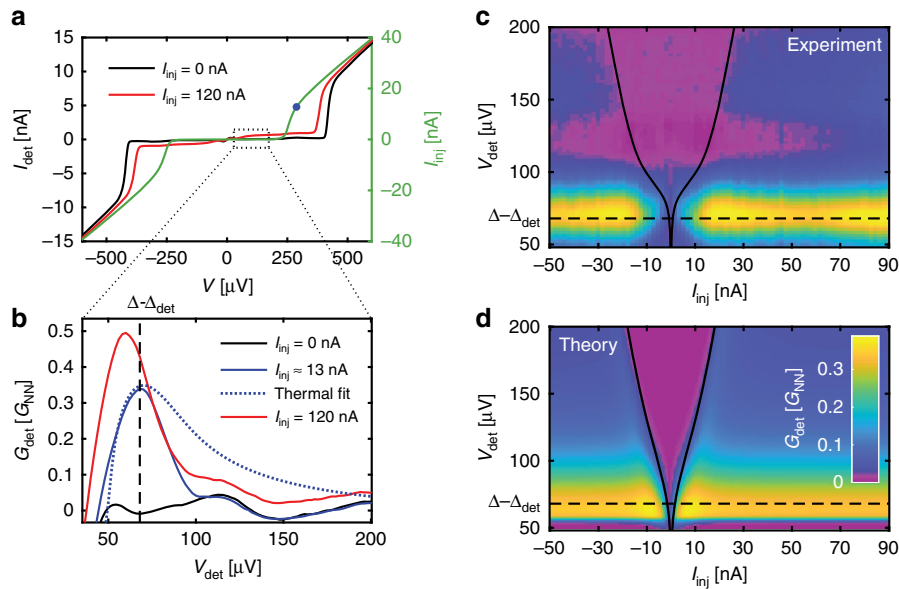 a
15
10
5
0
−5
−10
−15
I_det [nA]
I_inj = 0 nA
I_inj = 120 nA
40
20
0
−20
−40
I_inj [nA]
−500 −250 0 250 500
V [µV]
b
Δ-Δ_det
0.5
0.4
0.3
0.2
0.1
0
G_det [G_NN]
I_inj = 0 nA
I_inj ≈ 13 nA
Thermal fit
I_inj = 120 nA
50 100 150 200
V_det [µV]
c
Experiment
200
150
100
50
V_det [µV]
Δ−Δ_det
−50 −30 −10 10 30 50 70 90
I_inj [nA]
d
Theory
200
150
100
50
V_det [µV]
Δ−Δ_det
G_det [G_NN]
0.3
0.2
0.1
0
−50 −30 −10 10 30 50 70 90
I_inj [nA]